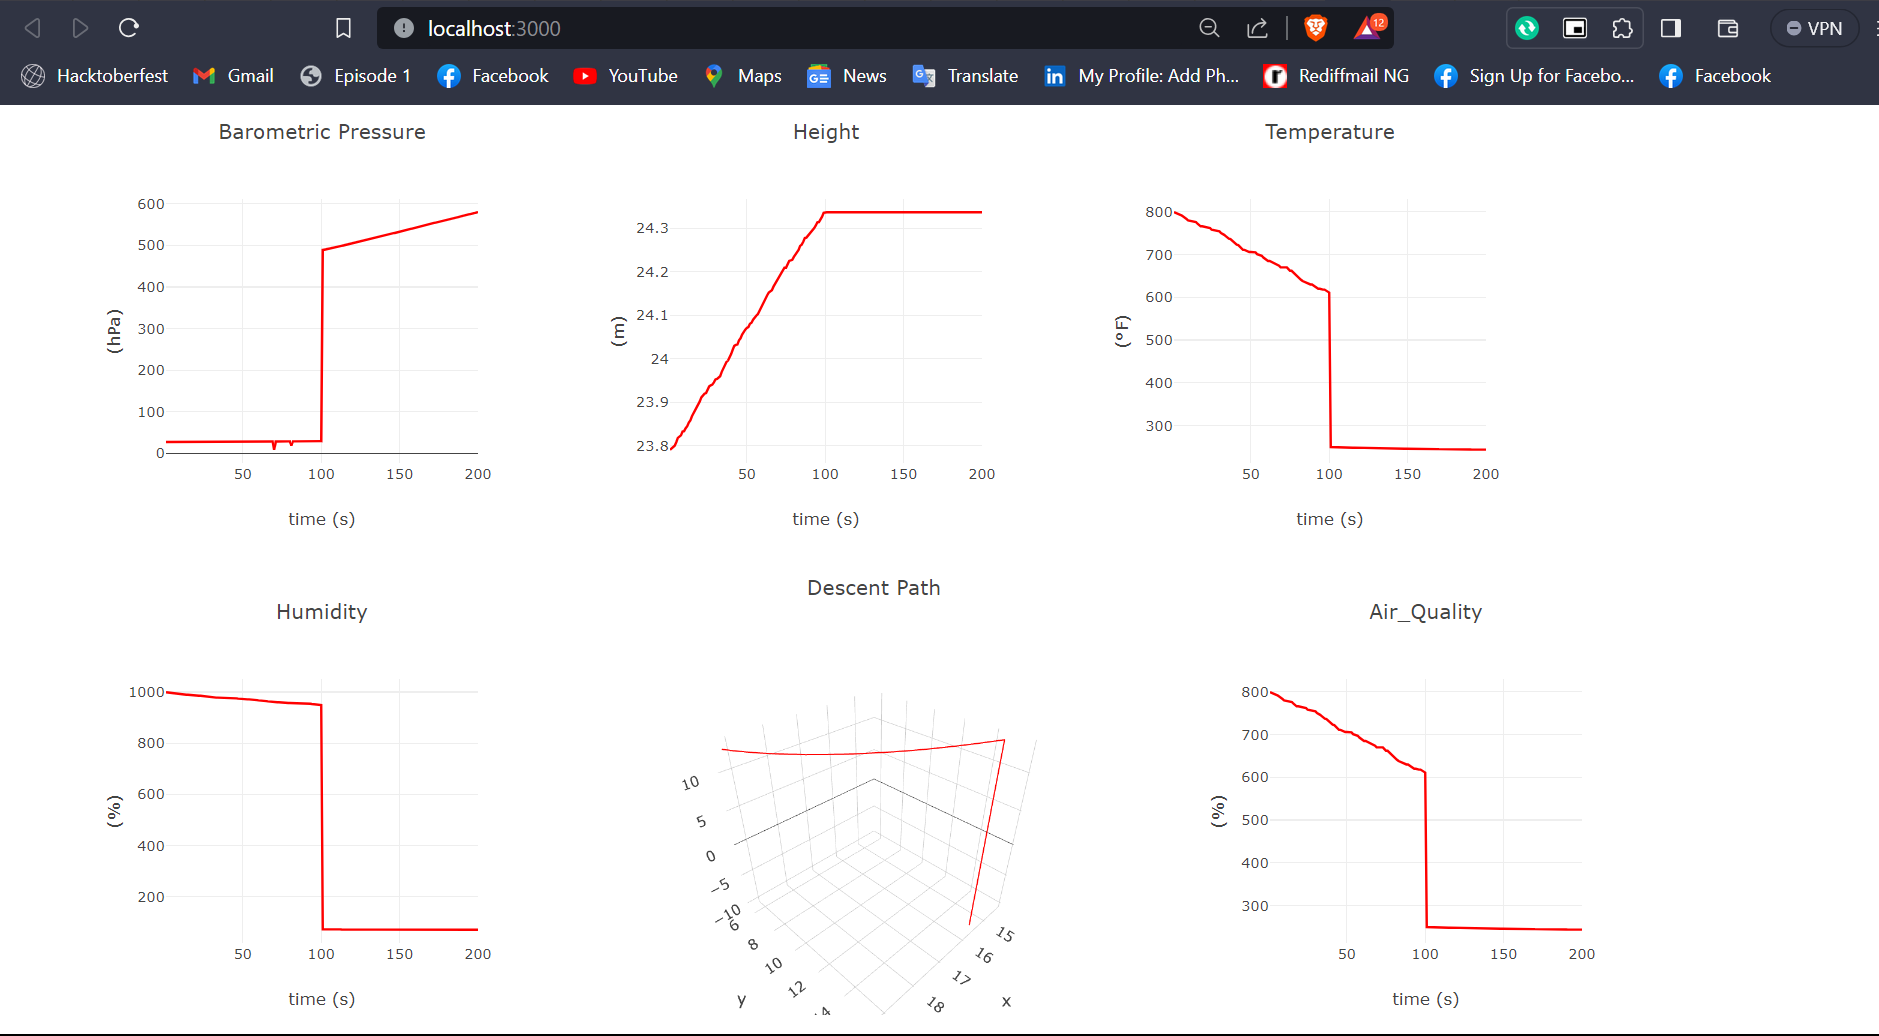 localhost:3000
12
VPN
Hacktoberfest Gmail Episode 1 Facebook YouTube Maps News Translate My Profile: Add Ph... Rediffmail NG Sign Up for Facebo... Facebook
Barometric Pressure
600
500
400
300
200
100
0
(hPa)
50 100 150 200
time (s)
Height
24.3
24.2
24.1
24
23.9
23.8
(m)
50 100 150 200
time (s)
Temperature
800
700
600
500
400
300
(°F)
50 100 150 200
time (s)
Humidity
1000
800
600
400
200
(%)
50 100 150 200
time (s)
Descent Path
10
5
0
−5
−10
6
8
10
12
y
15
16
17
18
x
Air_Quality
800
700
600
500
400
300
(%)
50 100 150 200
time (s)